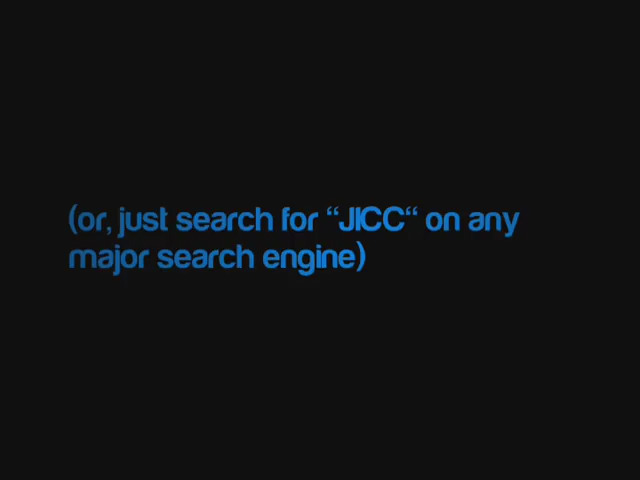 (or, just search for “JICC“ on any
major search engine)